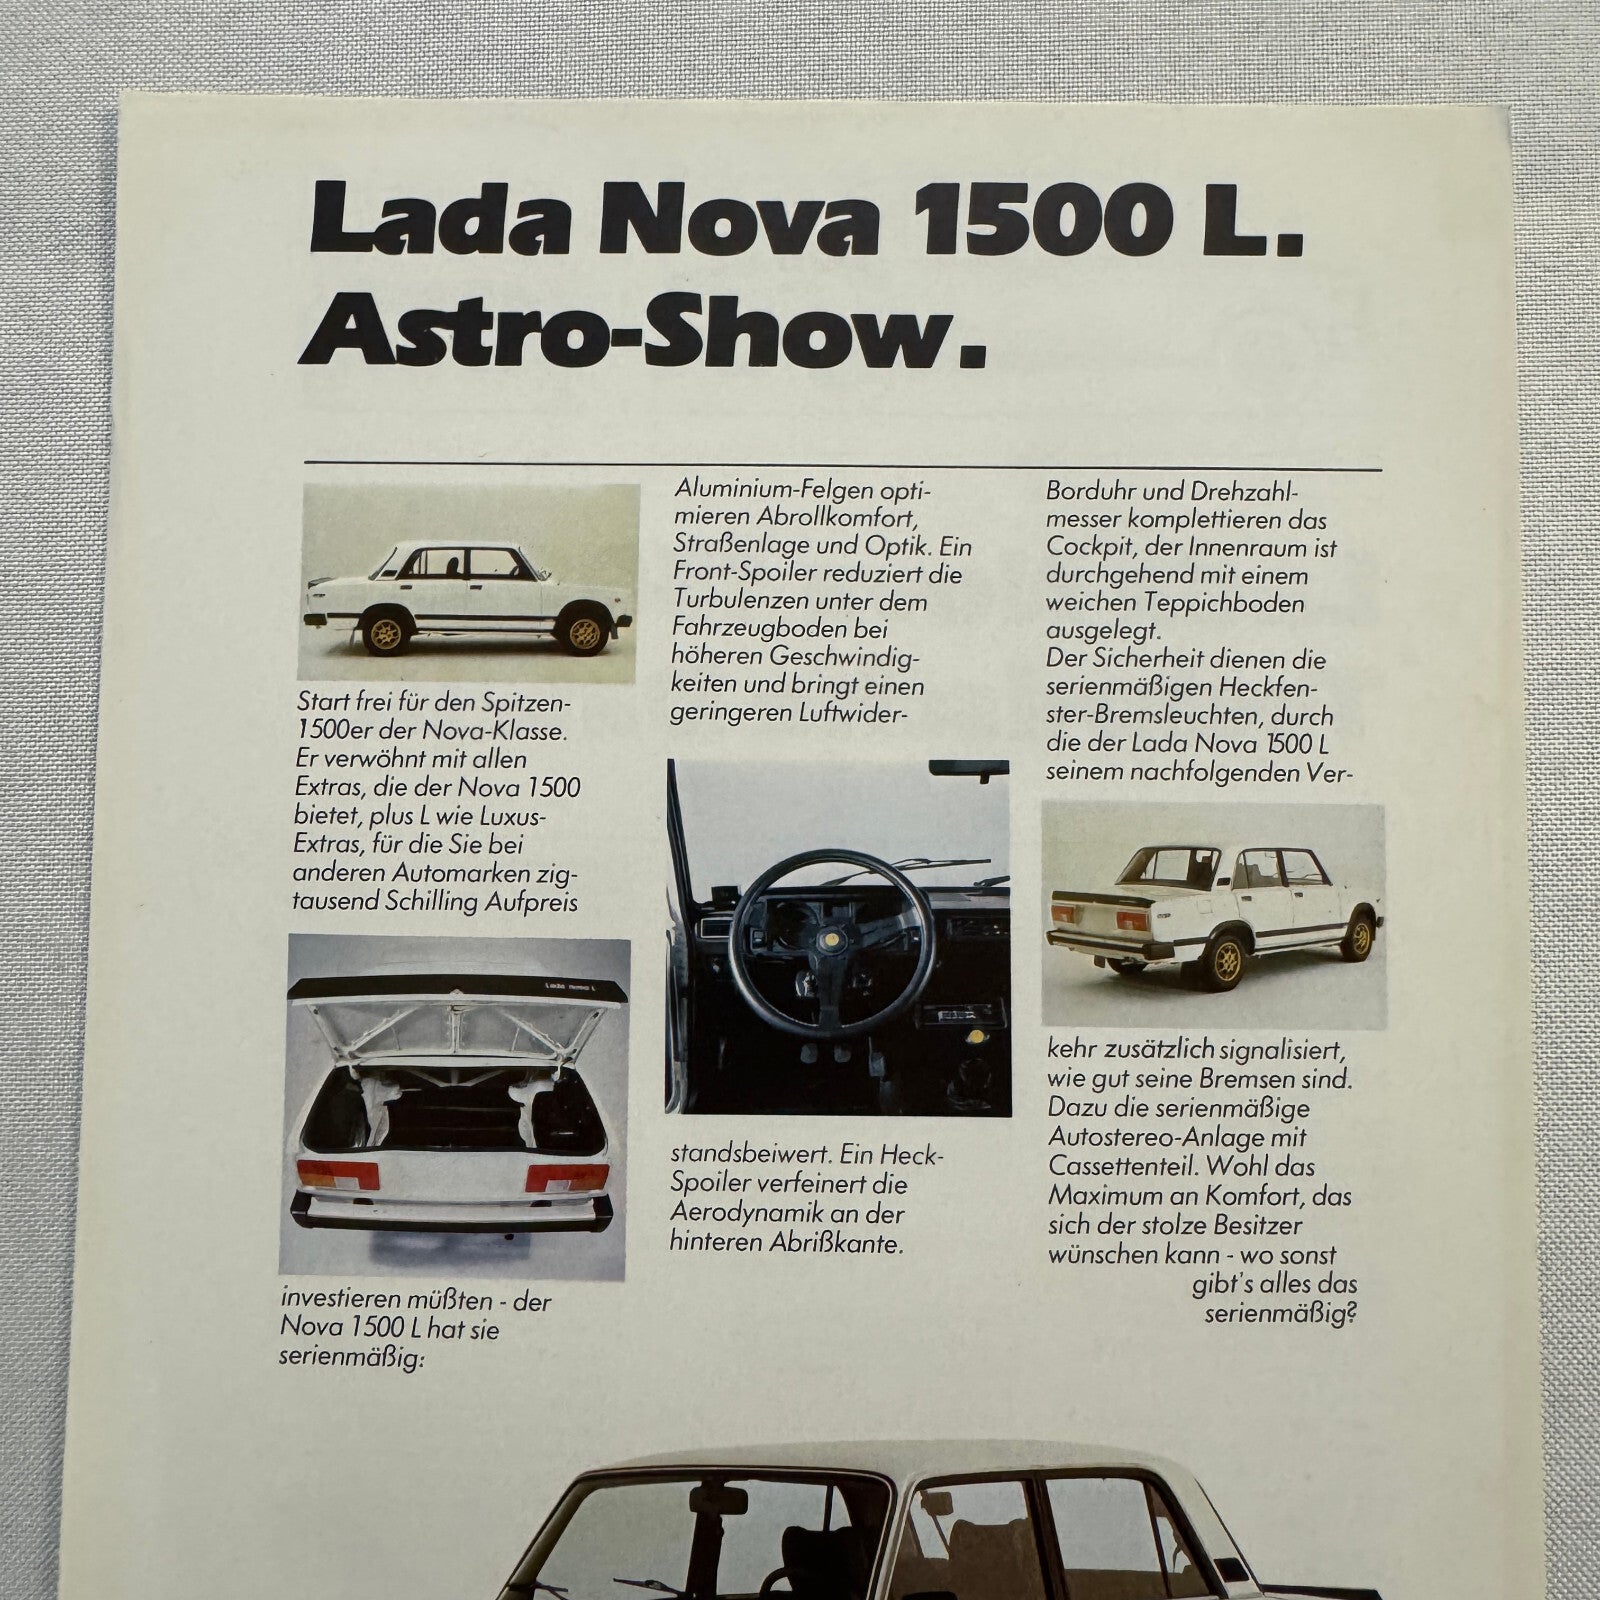 Lada Nova 1500 L.
Astro-Show.
Start frei für den Spitzen-
1500er der Nova-Klasse.
Er verwöhnt mit allen
Extras, die der Nova 1500
bietet, plus L wie Luxus-
Extras, für die Sie bei
anderen Automarken zig-
tausend Schilling Aufpreis
Lada nova L
investieren müßten - der
Nova 1500 L hat sie
serienmäßig:
Aluminium-Felgen opti-
mieren Abrollkomfort,
Straßenlage und Optik. Ein
Front-Spoiler reduziert die
Turbulenzen unter dem
Fahrzeugboden bei
höheren Geschwindig-
keiten und bringt einen
geringeren Luftwider-
standsbeiwert. Ein Heck-
Spoiler verfeinert die
Aerodynamik an der
hinteren Abrißkante.
Borduhr und Drehzahl-
messer komplettieren das
Cockpit, der Innenraum ist
durchgehend mit einem
weichen Teppichboden
ausgelegt.
Der Sicherheit dienen die
serienmäßigen Heckfen-
ster-Bremsleuchten, durch
die der Lada Nova 1500 L
seinem nachfolgenden Ver-
kehr zusätzlich signalisiert,
wie gut seine Bremsen sind.
Dazu die serienmäßige
Autostereo-Anlage mit
Cassettenteil. Wohl das
Maximum an Komfort, das
sich der stolze Besitzer
wünschen kann - wo sonst
gibt's alles das
serienmäßig?